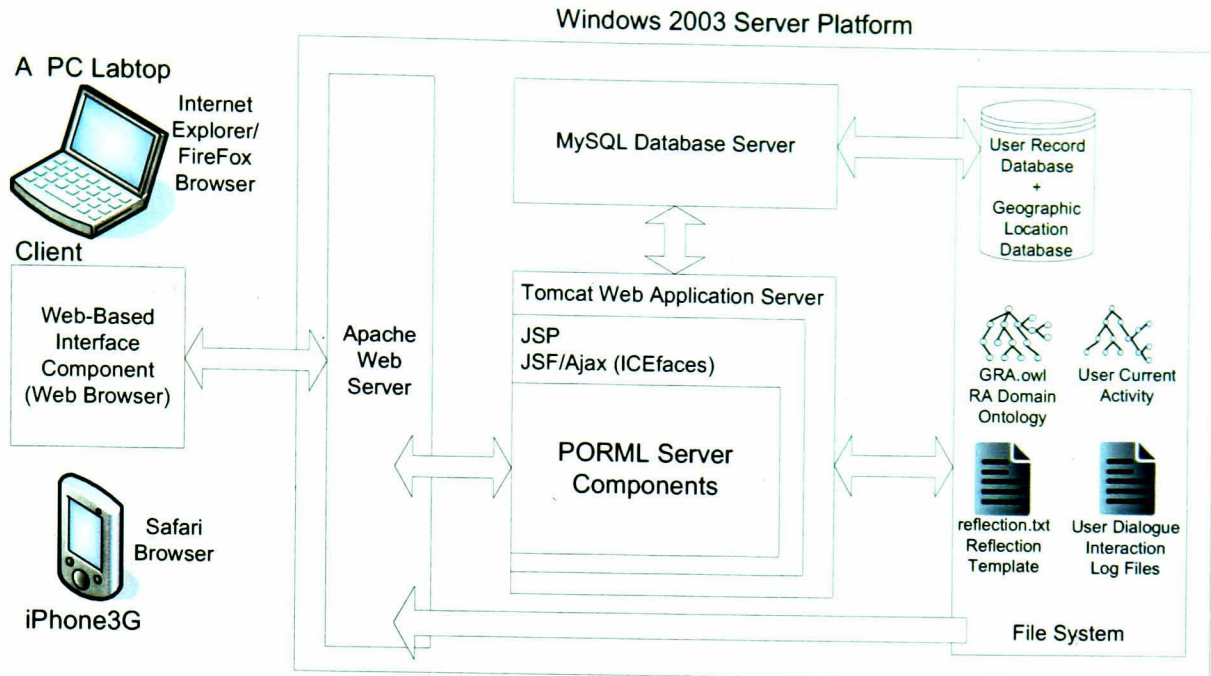 Windows 2003 Server Platform
A PC Labtop
Internet
Explorer/
FireFox
Browser
Client
Web-Based
Interface
Component
(Web Browser)
Safari
Browser
iPhone3G
Apache
Web
Server
MySQL Database Server
Tomcat Web Application Server
JSP
JSF/Ajax (ICEfaces)
PORML Server
Components
User Record
Database
+
Geographic
Location
Database
GRA.owl
RA Domain
Ontology
User Current
Activity
reflection.txt
Reflection
Template
User Dialogue
Interaction
Log Files
File System